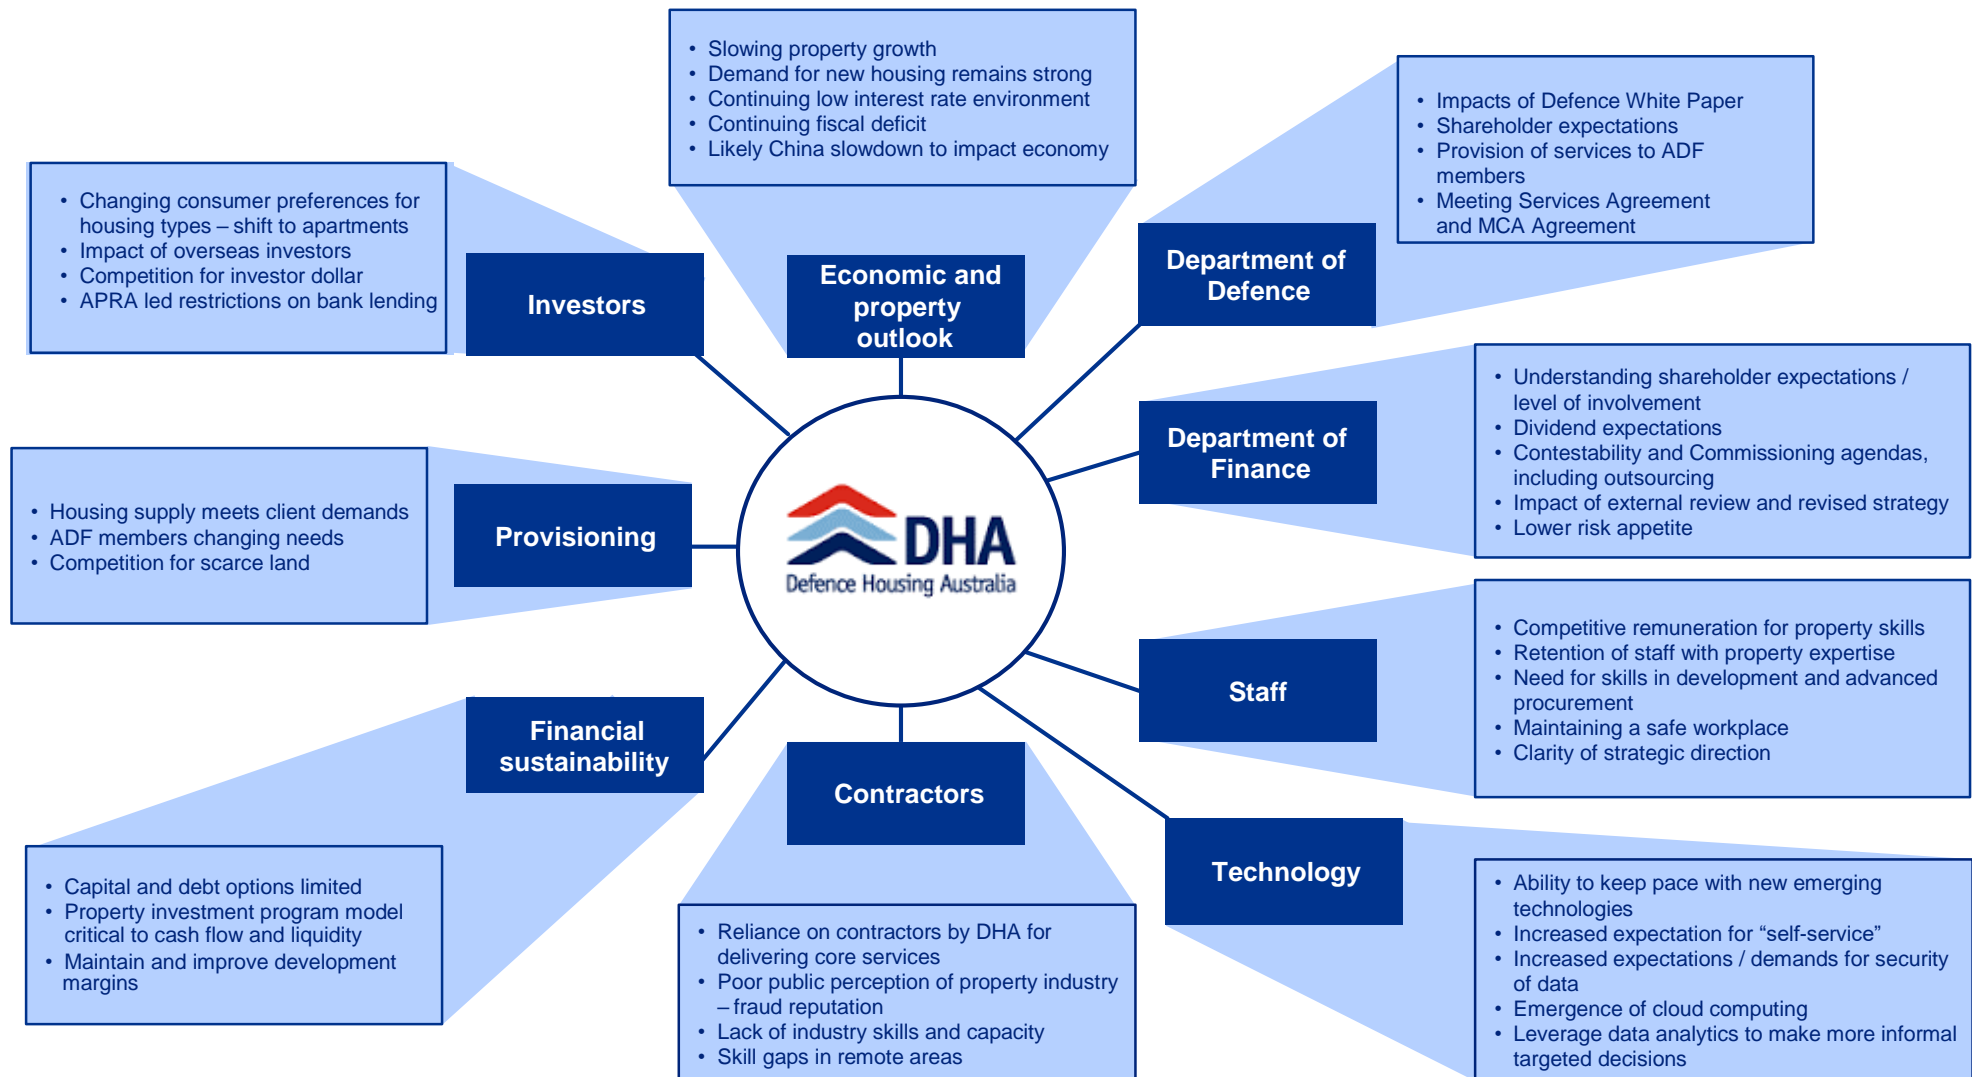 • Slowing property growth
• Demand for new housing remains strong
• Continuing low interest rate environment
• Continuing fiscal deficit
• Likely China slowdown to impact economy
Economic and
property
outlook
• Impacts of Defence White Paper
• Shareholder expectations
• Provision of services to ADF
members
• Meeting Services Agreement
and MCA Agreement
Department of
Defence
• Changing consumer preferences for
housing types – shift to apartments
• Impact of overseas investors
• Competition for investor dollar
• APRA led restrictions on bank lending
Investors
Department of
Finance
• Understanding shareholder expectations /
level of involvement
• Dividend expectations
• Contestability and Commissioning agendas,
including outsourcing
• Impact of external review and revised strategy
• Lower risk appetite
• Housing supply meets client demands
• ADF members changing needs
• Competition for scarce land
Provisioning
DHA
Defence Housing Australia
Staff
• Competitive remuneration for property skills
• Retention of staff with property expertise
• Need for skills in development and advanced
procurement
• Maintaining a safe workplace
• Clarity of strategic direction
Financial
sustainability
• Capital and debt options limited
• Property investment program model
critical to cash flow and liquidity
• Maintain and improve development
margins
Contractors
• Reliance on contractors by DHA for
delivering core services
• Poor public perception of property industry
– fraud reputation
• Lack of industry skills and capacity
• Skill gaps in remote areas
Technology
• Ability to keep pace with new emerging
technologies
• Increased expectation for “self-service”
• Increased expectations / demands for security
of data
• Emergence of cloud computing
• Leverage data analytics to make more informal
targeted decisions